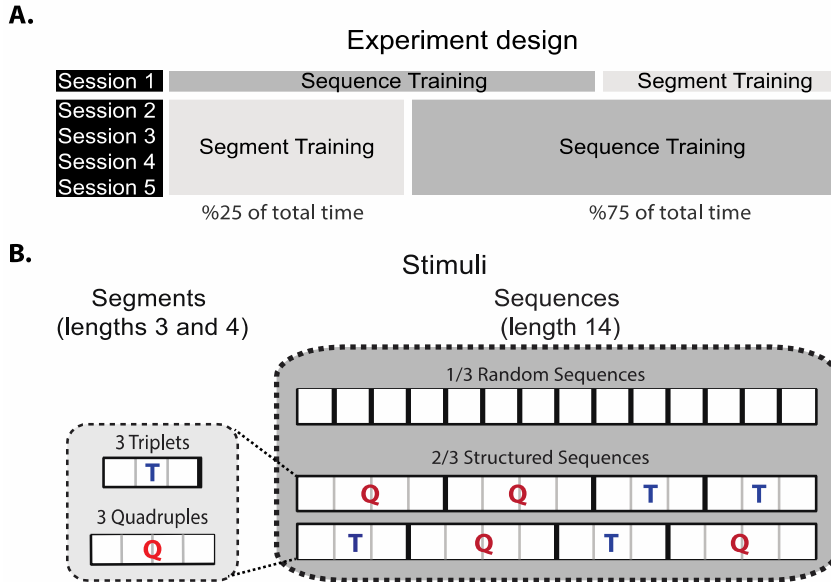 A.
Experiment design
Session 1 Sequence Training Segment Training
Session 2
Session 3
Session 4
Session 5
Segment Training Sequence Training
%25 of total time %75 of total time
B.
Stimuli
Segments
(lengths 3 and 4)
Sequences
(length 14)
1/3 Random Sequences
3 Triplets
T
3 Quadruples
Q
2/3 Structured Sequences
Q Q T T
T Q T Q